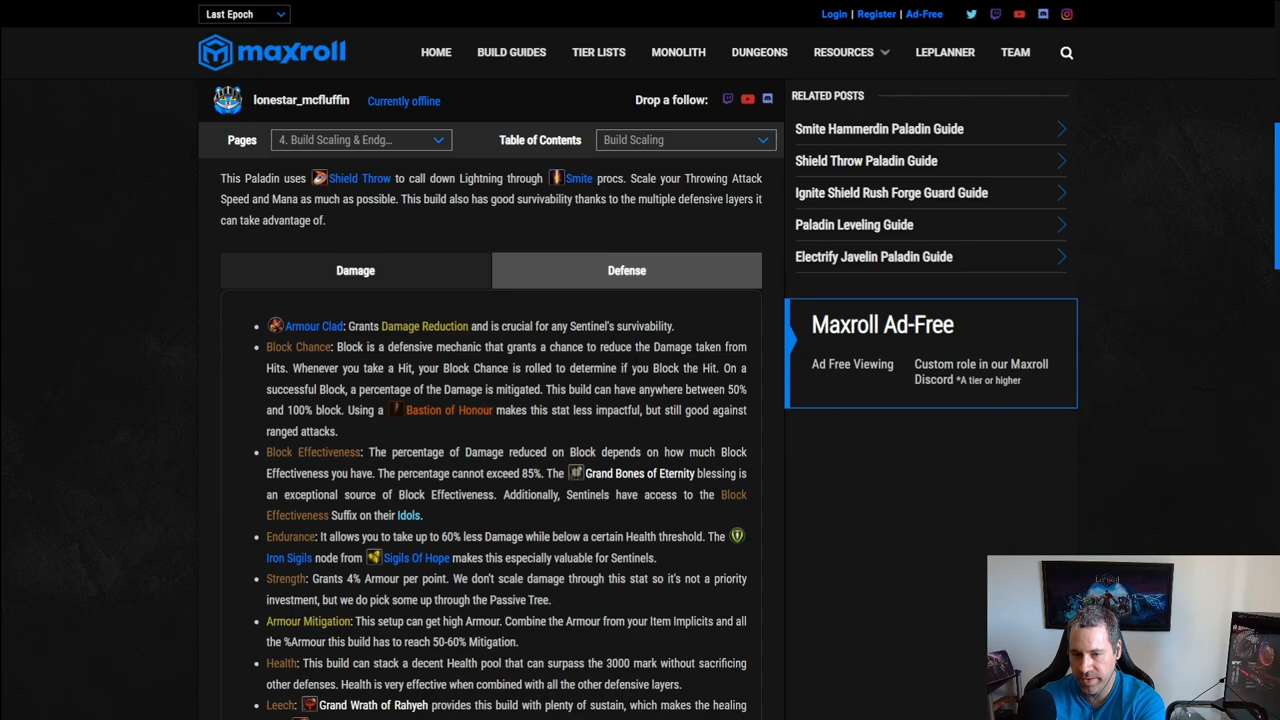 Last Epoch
Login | Register | Ad-Free
maxroll
HOME BUILD GUIDES TIER LISTS MONOLITH DUNGEONS RESOURCES LEPLANNER TEAM
lonestar_mcfluffin Currently offline Drop a follow:
Pages 4. Build Scaling & Endg... Table of Contents Build Scaling
This Paladin uses Shield Throw to call down Lightning through Smite procs. Scale your Throwing Attack
Speed and Mana as much as possible. This build also has good survivability thanks to the multiple defensive layers it
can take advantage of.
Damage Defense
Armour Clad: Grants Damage Reduction and is crucial for any Sentinel's survivability.
Block Chance: Block is a defensive mechanic that grants a chance to reduce the Damage taken from
Hits. Whenever you take a Hit, your Block Chance is rolled to determine if you Block the Hit. On a
successful Block, a percentage of the Damage is mitigated. This build can have anywhere between 50%
and 100% block. Using a Bastion of Honour makes this stat less impactful, but still good against
ranged attacks.
Block Effectiveness: The percentage of Damage reduced on Block depends on how much Block
Effectiveness you have. The percentage cannot exceed 85%. The Grand Bones of Eternity blessing is
an exceptional source of Block Effectiveness. Additionally, Sentinels have access to the Block
Effectiveness Suffix on their Idols.
Endurance: It allows you to take up to 60% less Damage while below a certain Health threshold. The
Iron Sigils node from Sigils Of Hope makes this especially valuable for Sentinels.
Strength: Grants 4% Armour per point. We don't scale damage through this stat so it's not a priority
investment, but we do pick some up through the Passive Tree.
Armour Mitigation: This setup can get high Armour. Combine the Armour from your Item Implicits and all
the %Armour this build has to reach 50-60% Mitigation.
Health: This build can stack a decent Health pool that can surpass the 3000 mark without sacrificing
other defenses. Health is very effective when combined with all the other defensive layers.
Leech: Grand Wrath of Rahyeh provides this build with plenty of sustain, which makes the healing
RELATED POSTS
Smite Hammerdin Paladin Guide
Shield Throw Paladin Guide
Ignite Shield Rush Forge Guard Guide
Paladin Leveling Guide
Electrify Javelin Paladin Guide
Maxroll Ad-Free
Ad Free Viewing Custom role in our Maxroll
Discord *A tier or higher